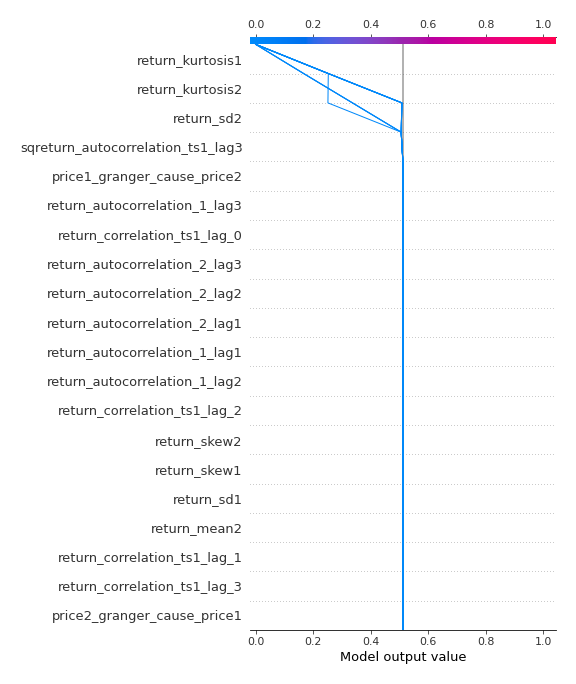 0.0 0.2 0.4 0.6 0.8 1.0
return_kurtosis1
return_kurtosis2
return_sd2
sqreturn_autocorrelation_ts1_lag3
price1_granger_cause_price2
return_autocorrelation_1_lag3
return_correlation_ts1_lag_0
return_autocorrelation_2_lag3
return_autocorrelation_2_lag2
return_autocorrelation_2_lag1
return_autocorrelation_1_lag1
return_autocorrelation_1_lag2
return_correlation_ts1_lag_2
return_skew2
return_skew1
return_sd1
return_mean2
return_correlation_ts1_lag_1
return_correlation_ts1_lag_3
price2_granger_cause_price1
0.0 0.2 0.4 0.6 0.8 1.0
Model output value